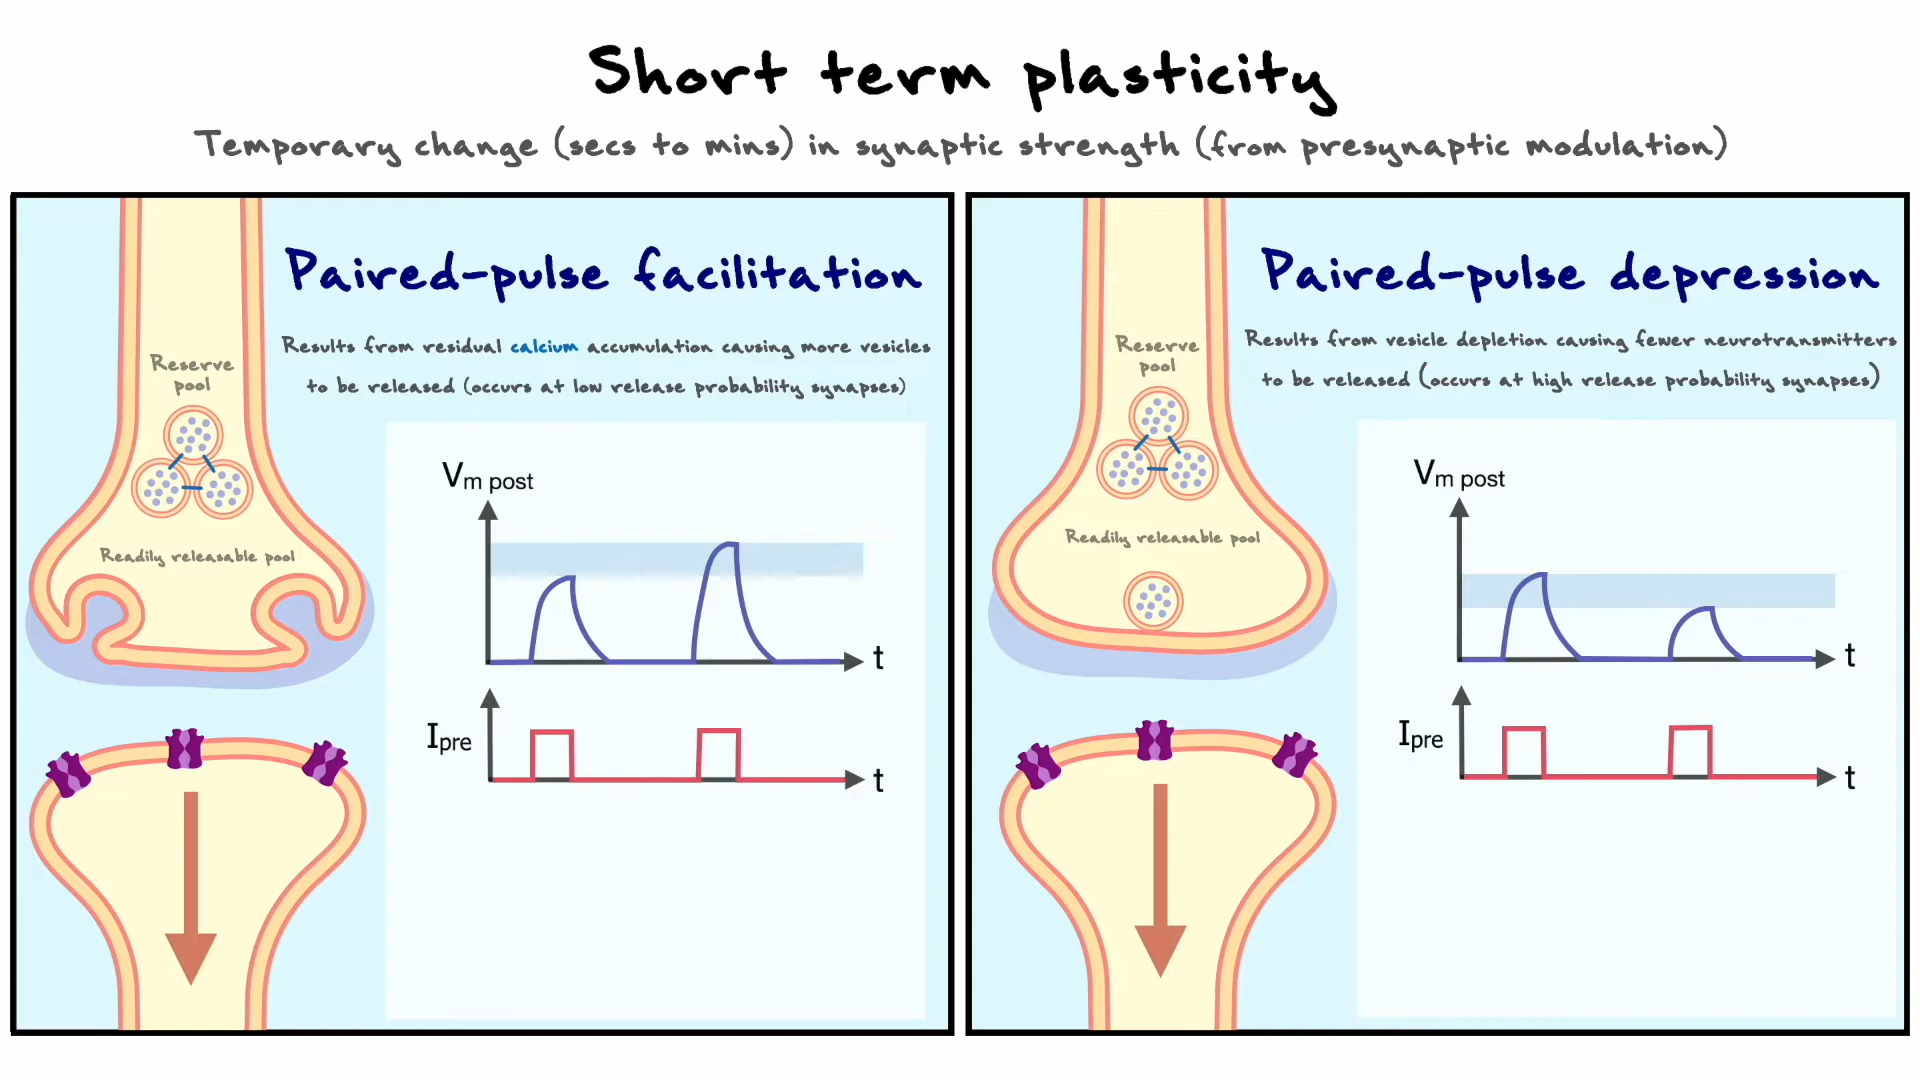 Short term plasticity
Temporary change (secs to mins) in synaptic strength (from presynaptic modulation)
Paired-pulse facilitation
Results from residual calcium accumulation causing more vesicles
to be released (occurs at low release probability synapses)
Reserve
pool
Readily releasable pool
Vm post
t
Ipre
t
Paired-pulse depression
Results from vesicle depletion causing fewer neurotransmitters
to be released (occurs at high release probability synapses)
Reserve
pool
Readily releasable pool
Vm post
t
Ipre
t